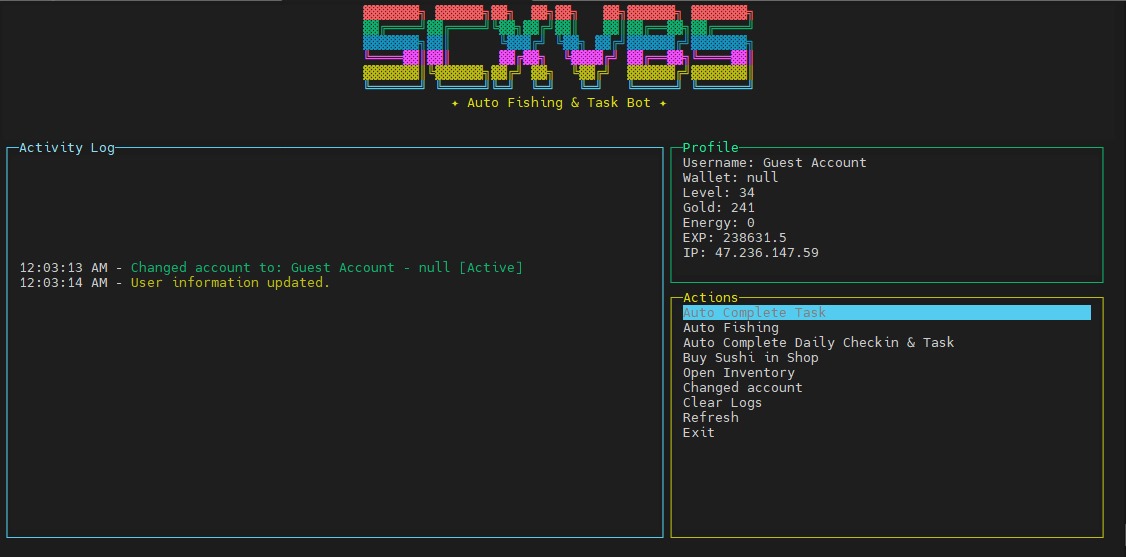 SCXVBS
✦ Auto Fishing & Task Bot ✦
Activity Log
12:03:13 AM - Changed account to: Guest Account - null [Active]
12:03:14 AM - User information updated.
Profile
Username: Guest Account
Wallet: null
Level: 34
Gold: 241
Energy: 0
EXP: 238631.5
IP: 47.236.147.59
Actions
Auto Complete Task
Auto Fishing
Auto Complete Daily Checkin & Task
Buy Sushi in Shop
Open Inventory
Changed account
Clear Logs
Refresh
Exit